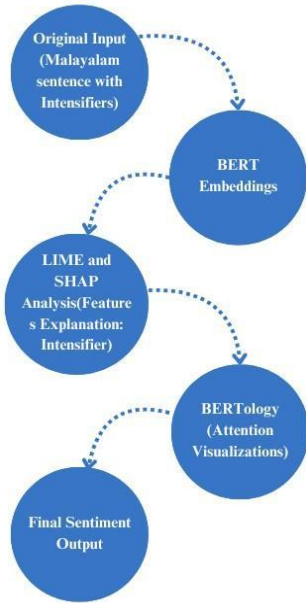 Original Input
(Malayalam
sentence with
Intensifiers)
BERT
Embeddings
LIME and
SHAP
Analysis(Feature
s Explanation:
Intensifier)
BERTology
(Attention
Visualizations)
Final Sentiment
Output